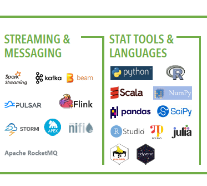 STREAMING &
MESSAGING
Spark
Streaming
kafka
beam
PULSAR
Flink
STORM
APEX
nifi
Apache RocketMQ
STAT TOOLS &
LANGUAGES
python
R
Scala
NumPy
pandas
SciPy
R Studio
julia